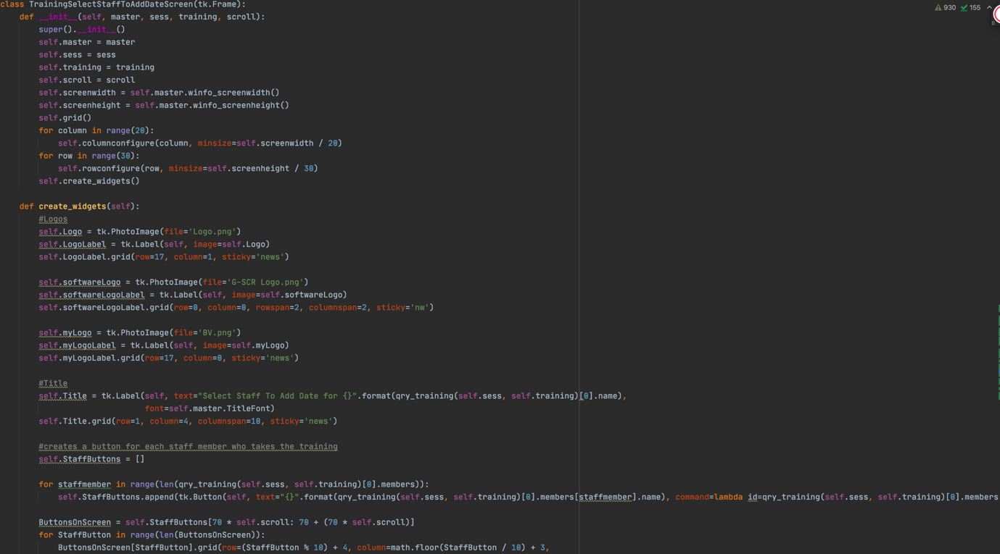 class TrainingSelectStaffToAddDateScreen(tk.Frame):
930 155
    def __init__(self, master, sess, training, scroll):
        super().__init__()
        self.master = master
        self.sess = sess
        self.training = training
        self.scroll = scroll
        self.screenwidth = self.master.winfo_screenwidth()
        self.screenheight = self.master.winfo_screenheight()
        self.grid()
        for column in range(20):
            self.columnconfigure(column, minsize=self.screenwidth / 20)
        for row in range(30):
            self.rowconfigure(row, minsize=self.screenheight / 30)
        self.create_widgets()
    def create_widgets(self):
        #Logos
        self.Logo = tk.PhotoImage(file='Logo.png')
        self.LogoLabel = tk.Label(self, image=self.Logo)
        self.LogoLabel.grid(row=17, column=1, sticky='news')
        self.softwareLogo = tk.PhotoImage(file='G-SCR Logo.png')
        self.softwareLogoLabel = tk.Label(self, image=self.softwareLogo)
        self.softwareLogoLabel.grid(row=0, column=0, rowspan=2, columnspan=2, sticky='nw')
        self.myLogo = tk.PhotoImage(file='BV.png')
        self.myLogoLabel = tk.Label(self, image=self.myLogo)
        self.myLogoLabel.grid(row=17, column=0, sticky='news')
        #Title
        self.Title = tk.Label(self, text="Select Staff To Add Date for {}".format(qry_training(self.sess, self.training)[0].name),
                              font=self.master.TitleFont)
        self.Title.grid(row=1, column=4, columnspan=10, sticky='news')
        #creates a button for each staff member who takes the training
        self.StaffButtons = []
        for staffmember in range(len(qry_training(self.sess, self.training)[0].members)):
            self.StaffButtons.append(tk.Button(self, text="{}".format(qry_training(self.sess, self.training)[0].members[staffmember].name), command=lambda id=qry_training(self.sess, self.training)[0].members
        ButtonsOnScreen = self.StaffButtons[70 * self.scroll: 70 + (70 * self.scroll)]
        for StaffButton in range(len(ButtonsOnScreen)):
            ButtonsOnScreen[StaffButton].grid(row=(StaffButton % 10) + 4, column=math.floor(StaffButton / 10) + 3,